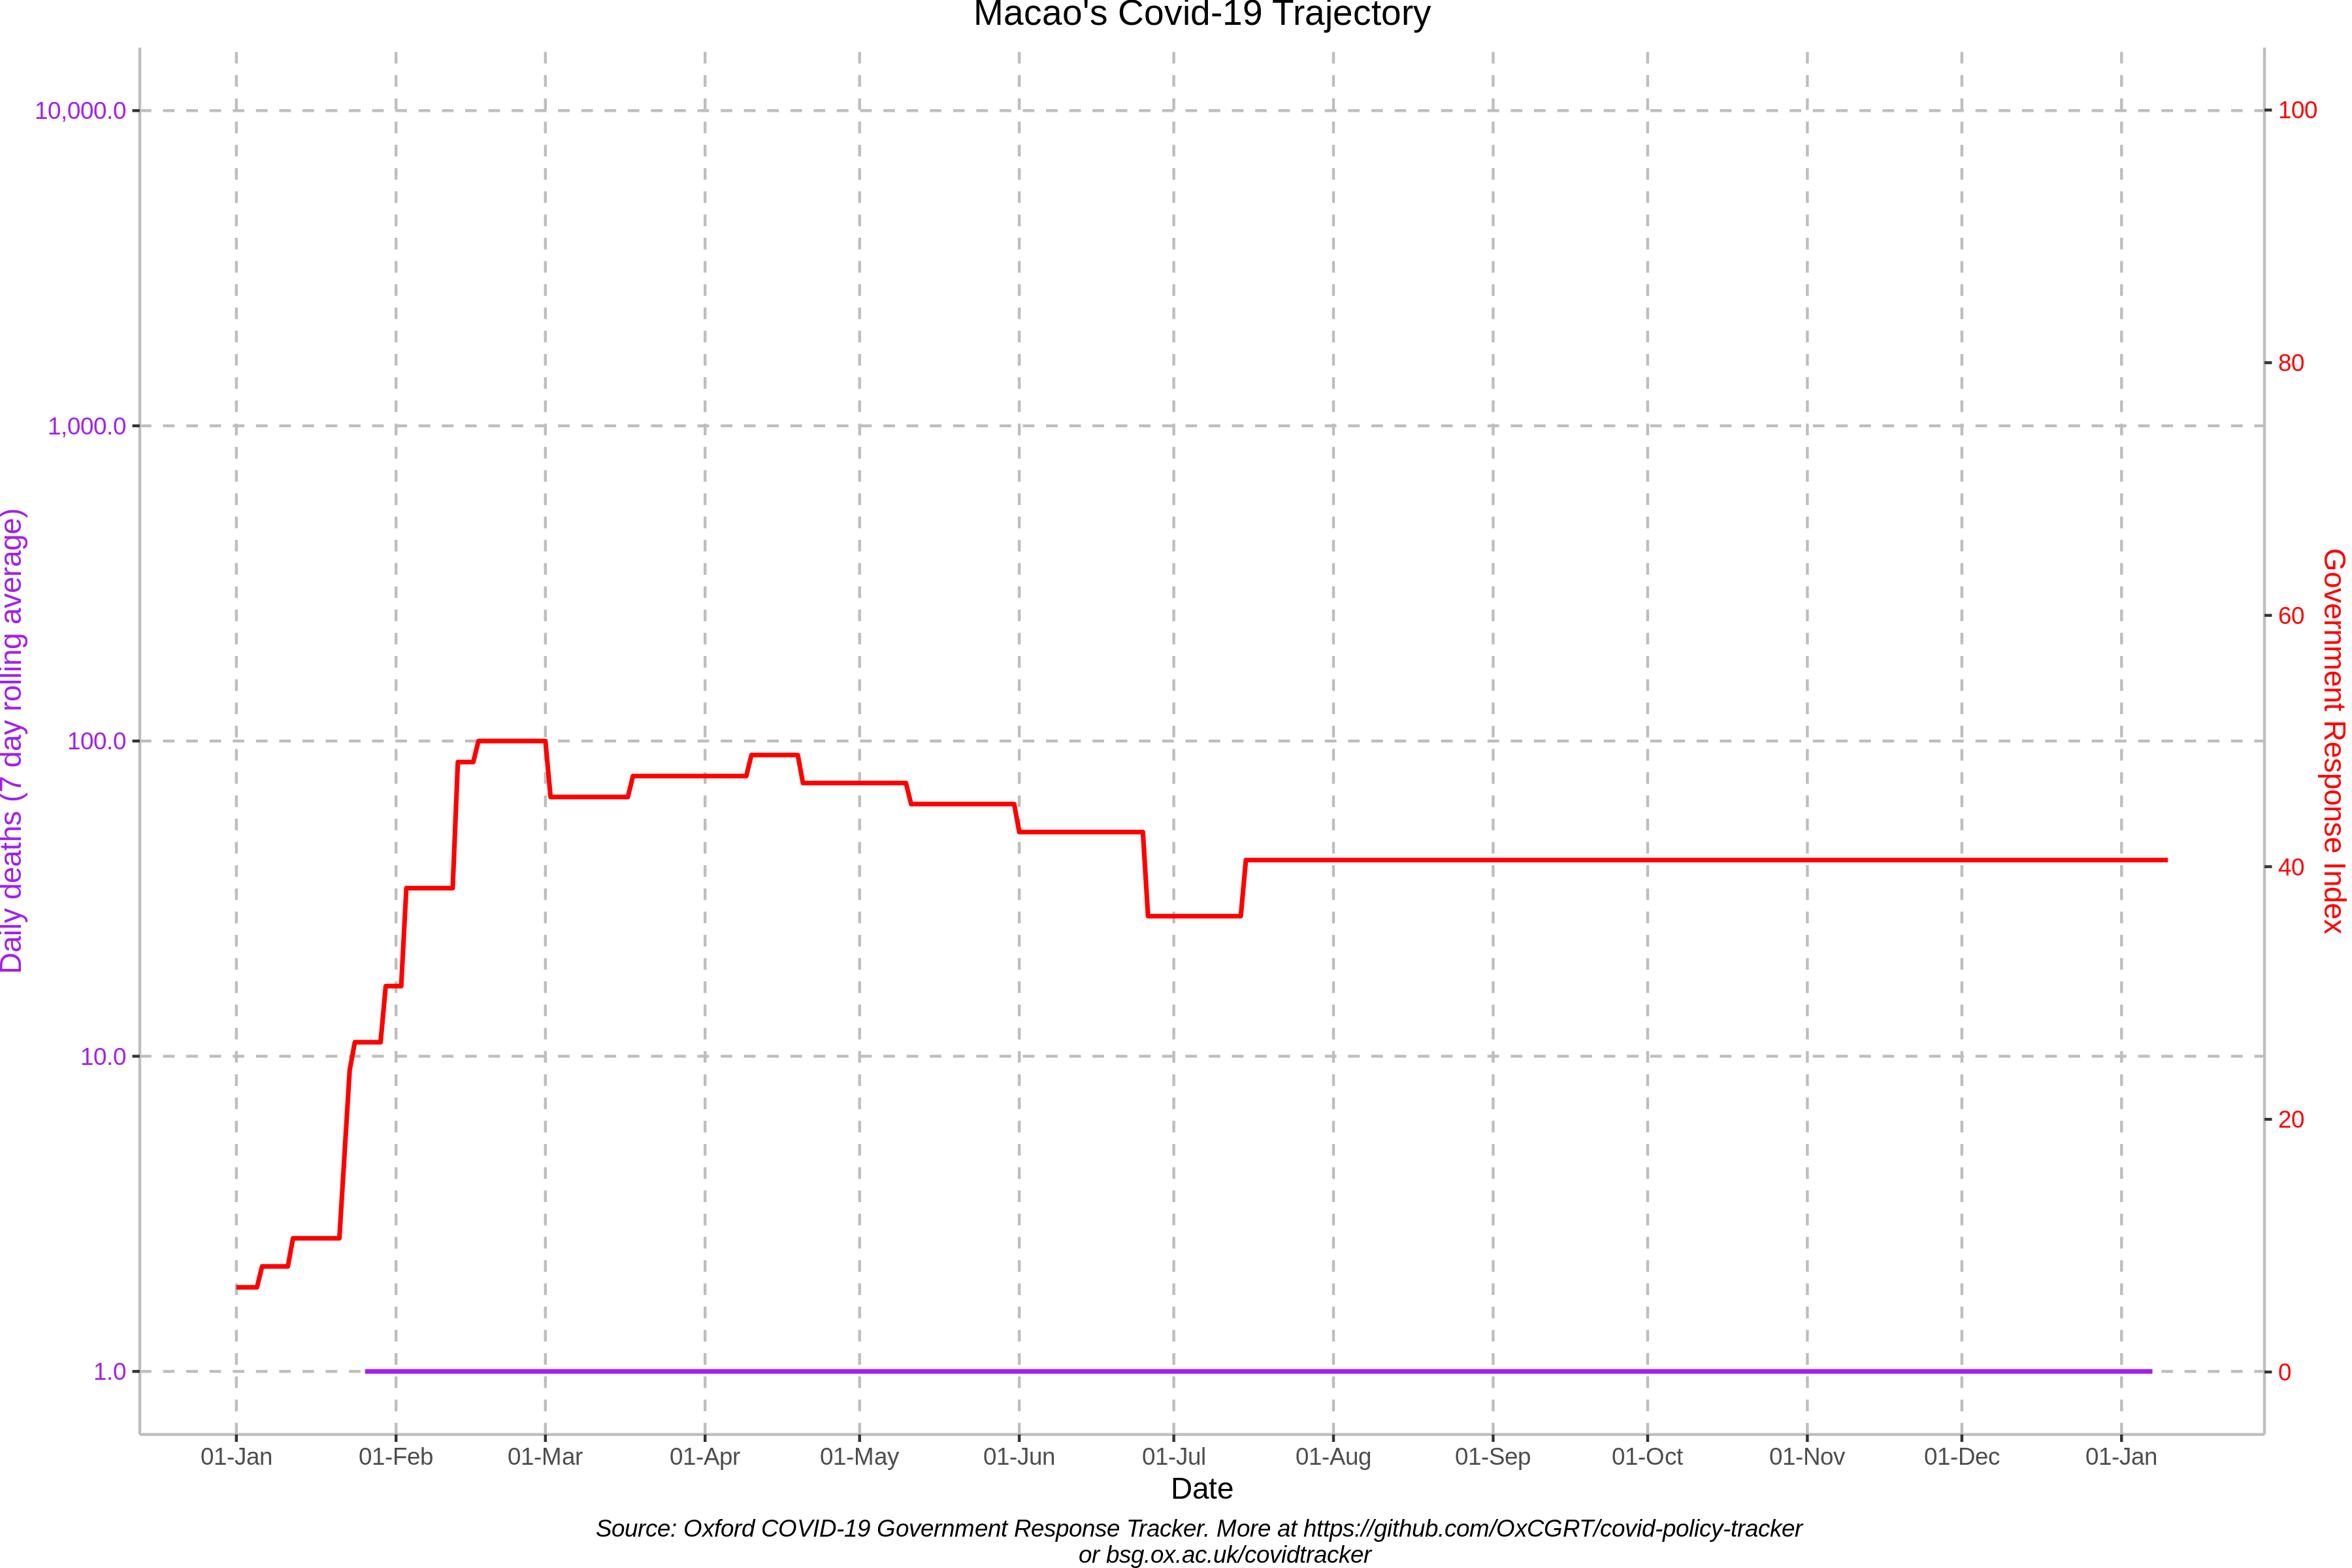 Macao's Covid-19 Trajectory
10,000.0
1,000.0
100.0
10.0
1.0
Daily deaths (7 day rolling average)
100
80
60
40
20
0
Government Response Index
01-Jan 01-Feb 01-Mar 01-Apr 01-May 01-Jun 01-Jul 01-Aug 01-Sep 01-Oct 01-Nov 01-Dec 01-Jan
Date
Source: Oxford COVID-19 Government Response Tracker. More at https://github.com/OxCGRT/covid-policy-tracker
or bsg.ox.ac.uk/covidtracker